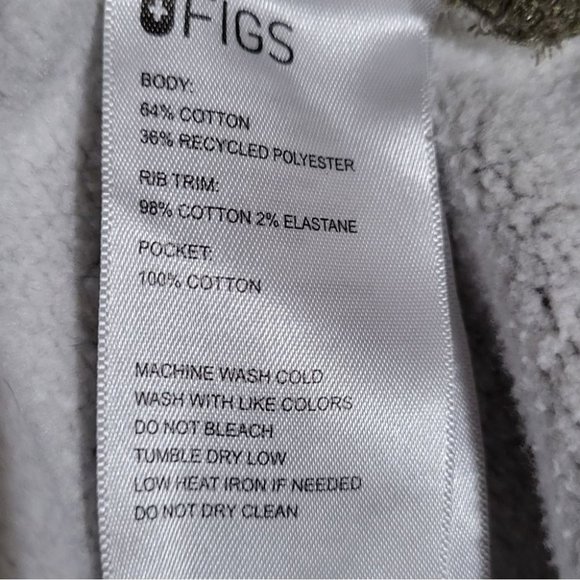 FIGS
BODY:
64% COTTON
36% RECYCLED POLYESTER
RIB TRIM:
98% COTTON 2% ELASTANE
POCKET:
100% COTTON
MACHINE WASH COLD
WASH WITH LIKE COLORS
DO NOT BLEACH
TUMBLE DRY LOW
LOW HEAT IRON IF NEEDED
DO NOT DRY CLEAN